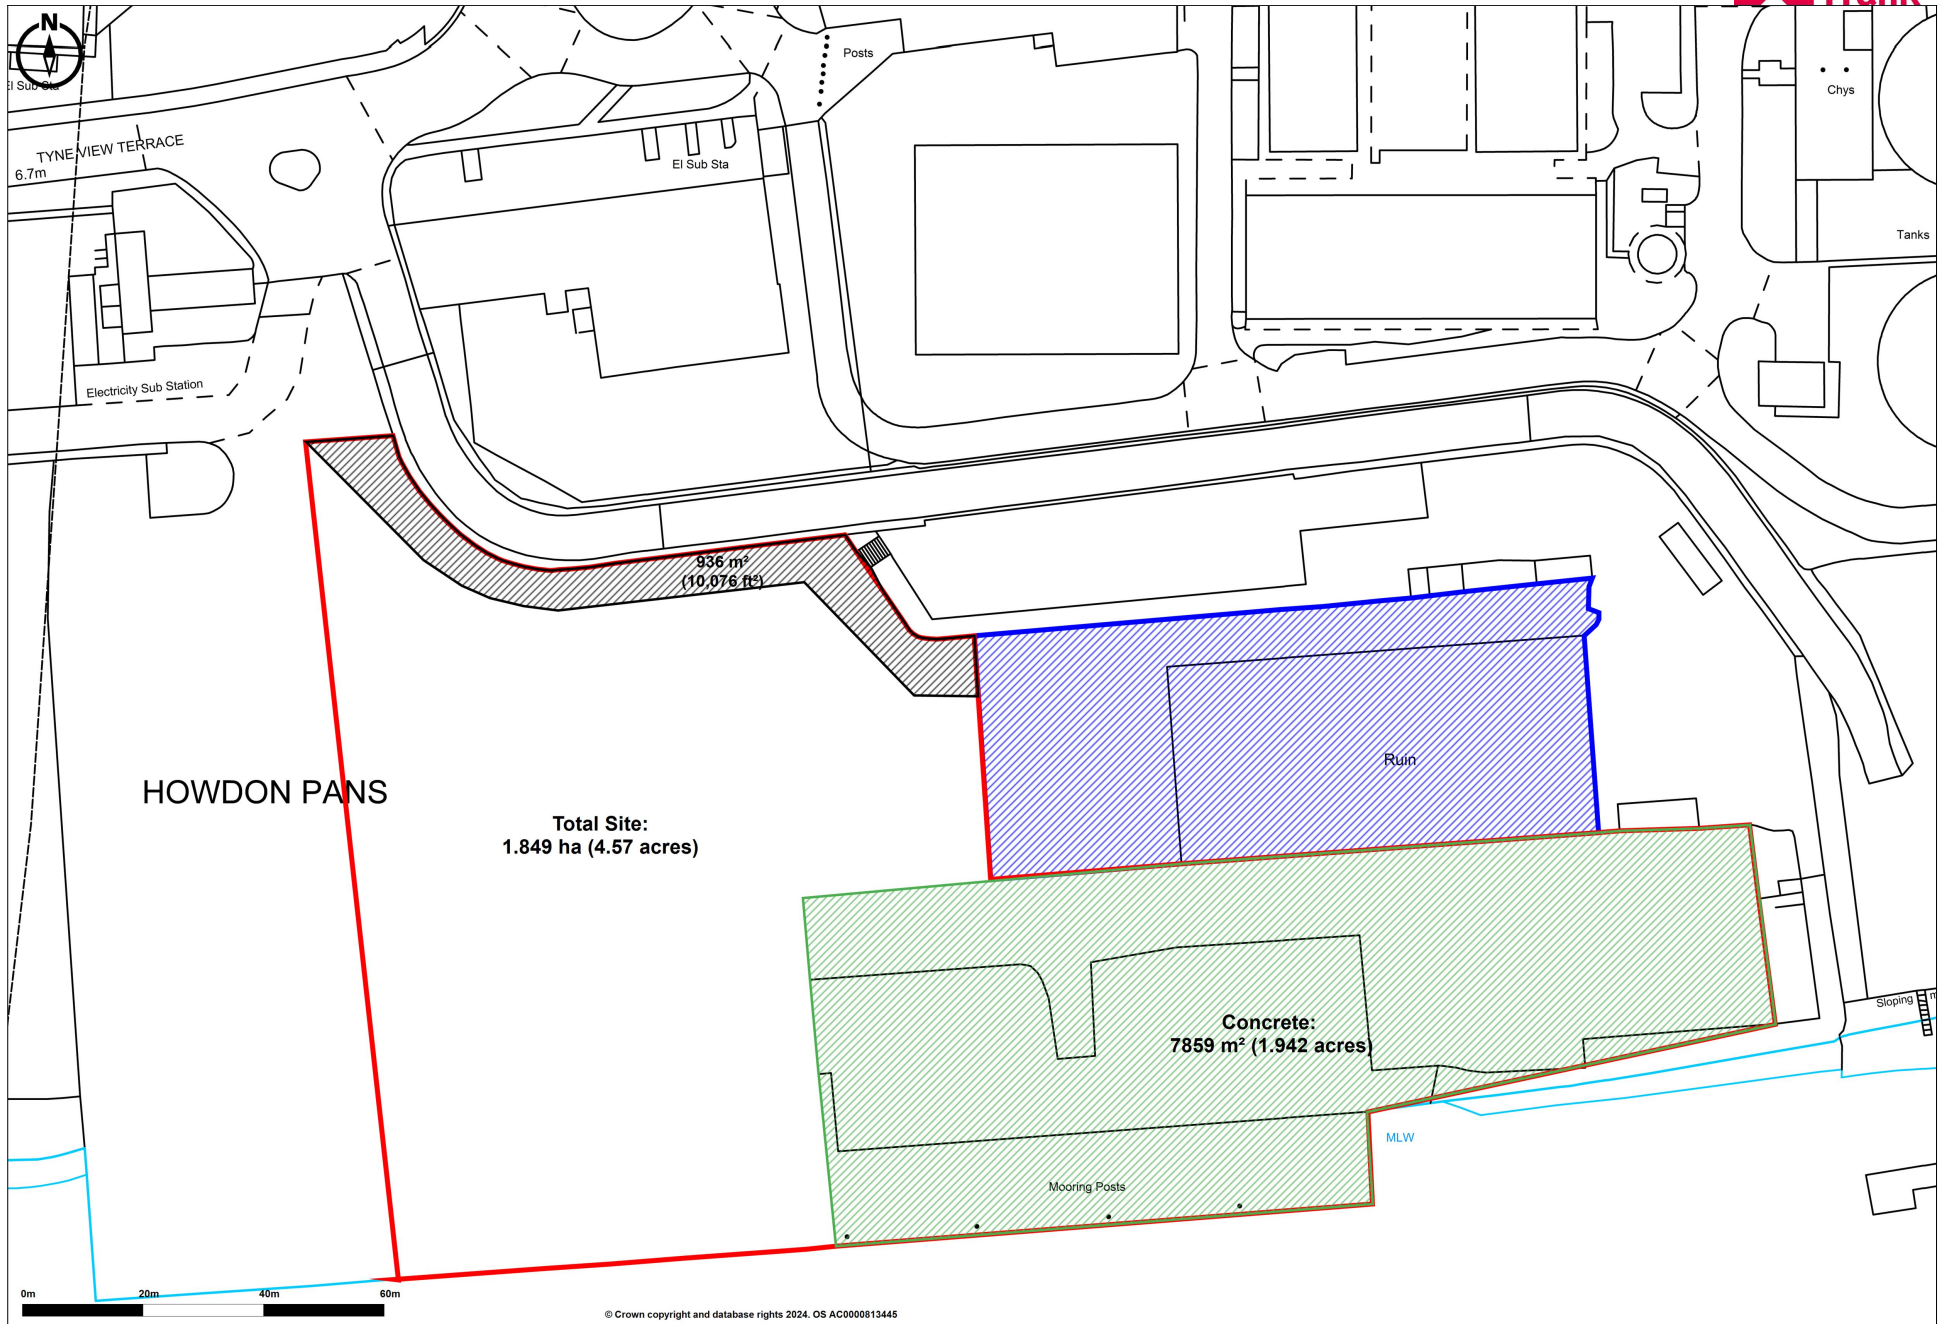 N
El Sub Sta
TYNE VIEW TERRACE
6.7m
Posts
El Sub Sta
Chys
Tanks
Electricity Sub Station
936 m²
(10,076 ft²)
HOWDON PANS
Total Site:
1.849 ha (4.57 acres)
Ruin
Concrete:
7859 m² (1.942 acres)
Sloping
MLW
Mooring Posts
0m 20m 40m 60m
© Crown copyright and database rights 2024. OS AC0000813445